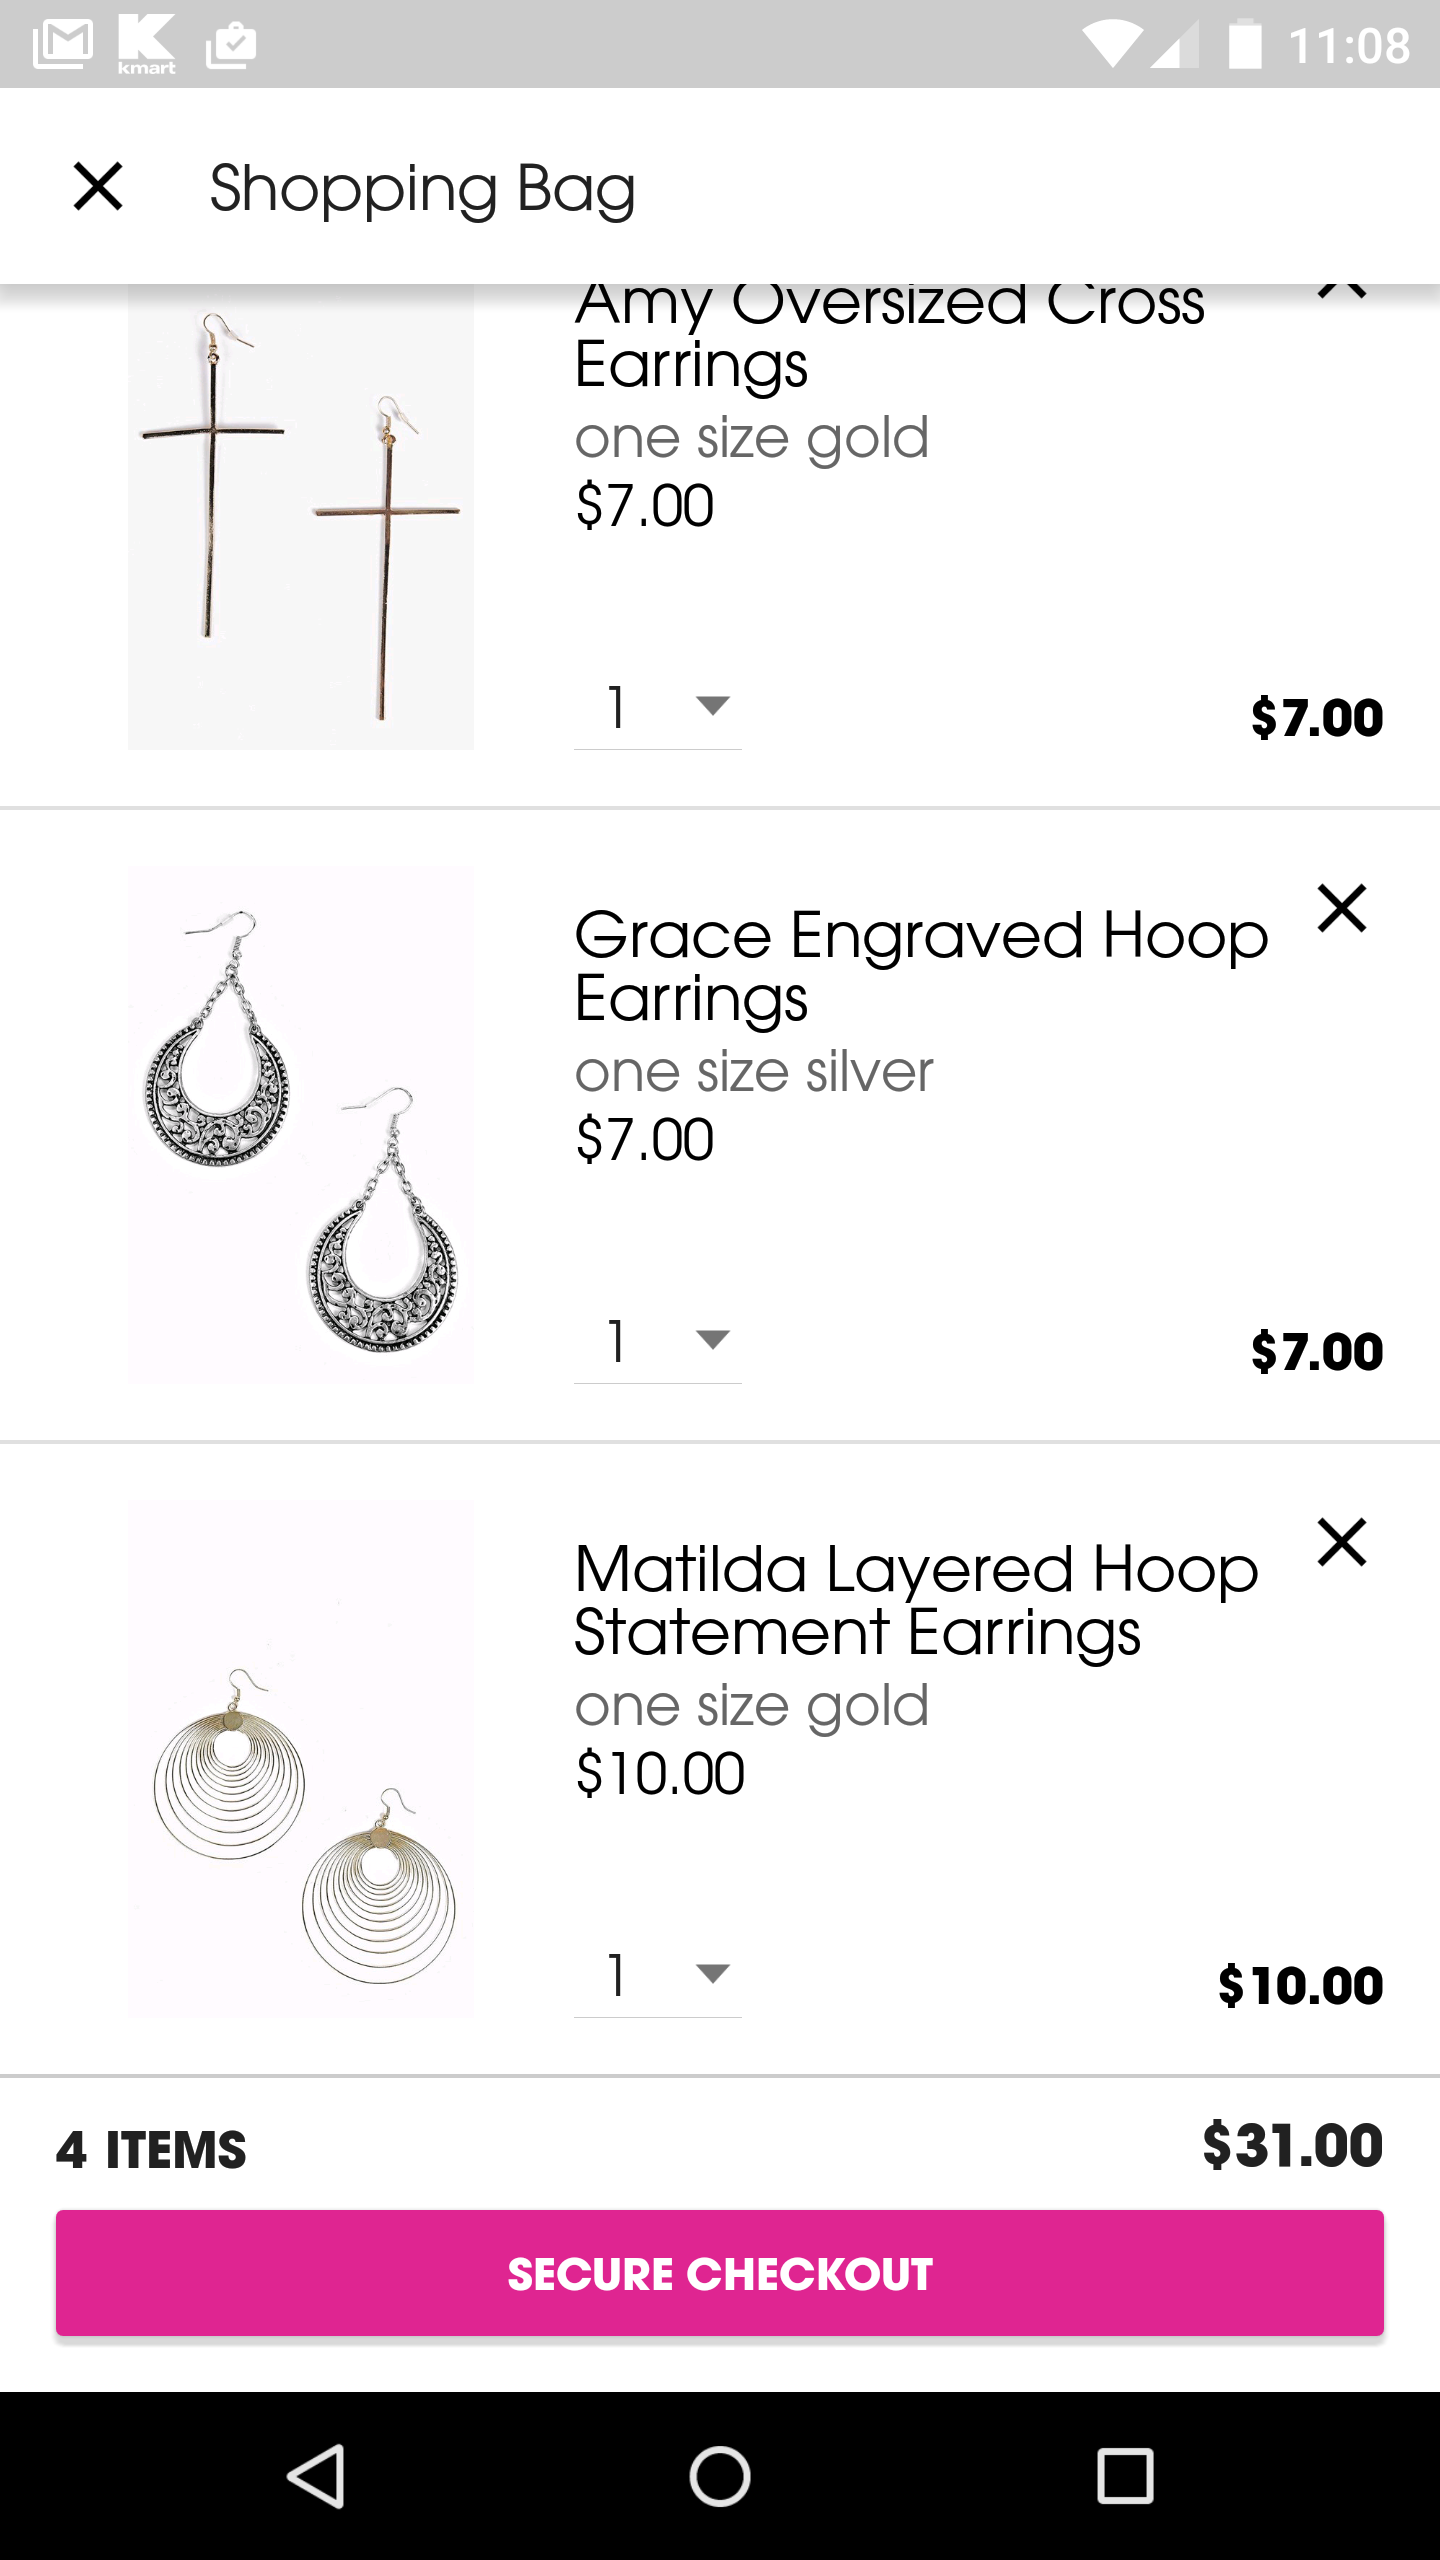 kmart
11:08
Shopping Bag
Amy Oversized Cross
Earrings
one size gold
$7.00
1
$7.00
Grace Engraved Hoop
Earrings
one size silver
$7.00
1
$7.00
Matilda Layered Hoop
Statement Earrings
one size gold
$10.00
1
$10.00
4 ITEMS
$31.00
SECURE CHECKOUT